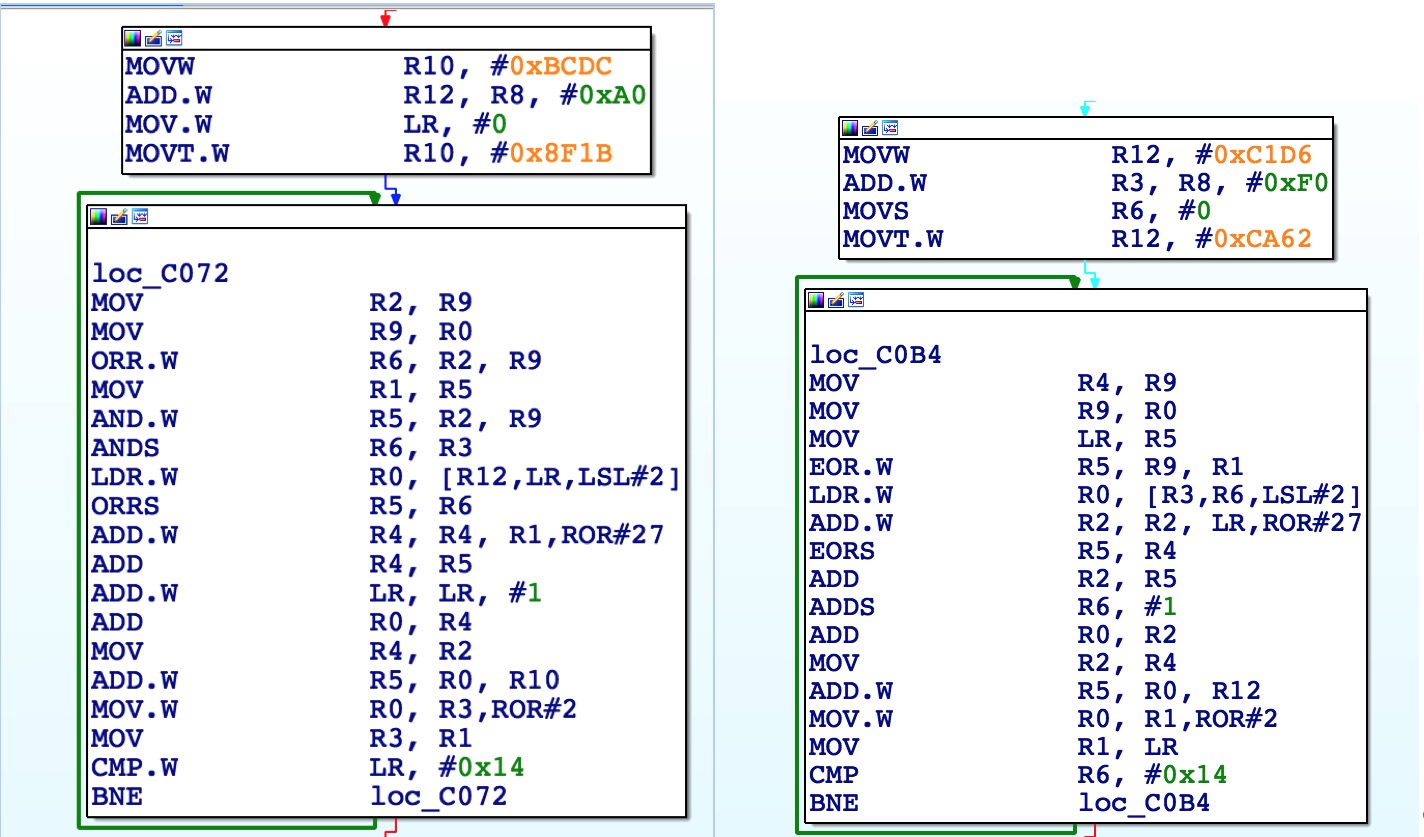 MOVW R10, #0xBCDC
ADD.W R12, R8, #0xA0
MOV.W LR, #0
MOVT.W R10, #0x8F1B
loc_C072
MOV R2, R9
MOV R9, R0
ORR.W R6, R2, R9
MOV R1, R5
AND.W R5, R2, R9
ANDS R6, R3
LDR.W R0, [R12,LR,LSL#2]
ORRS R5, R6
ADD.W R4, R4, R1,ROR#27
ADD R4, R5
ADD.W LR, LR, #1
ADD R0, R4
MOV R4, R2
ADD.W R5, R0, R10
MOV.W R0, R3,ROR#2
MOV R3, R1
CMP.W LR, #0x14
BNE loc_C072
MOVW R12, #0xC1D6
ADD.W R3, R8, #0xF0
MOVS R6, #0
MOVT.W R12, #0xCA62
loc_C0B4
MOV R4, R9
MOV R9, R0
MOV LR, R5
EOR.W R5, R9, R1
LDR.W R0, [R3,R6,LSL#2]
ADD.W R2, R2, LR,ROR#27
EORS R5, R4
ADD R2, R5
ADDS R6, #1
ADD R0, R2
MOV R2, R4
ADD.W R5, R0, R12
MOV.W R0, R1,ROR#2
MOV R1, LR
CMP R6, #0x14
BNE loc_C0B4